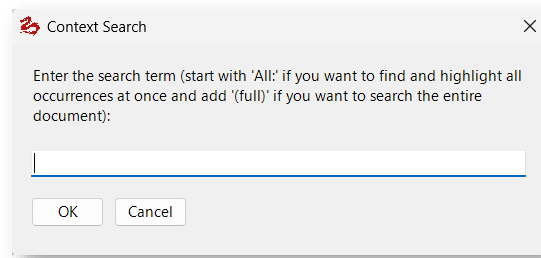 Context Search
Enter the search term (start with 'All:' if you want to find and highlight all
occurrences at once and add '(full)' if you want to search the entire
document):
OK Cancel